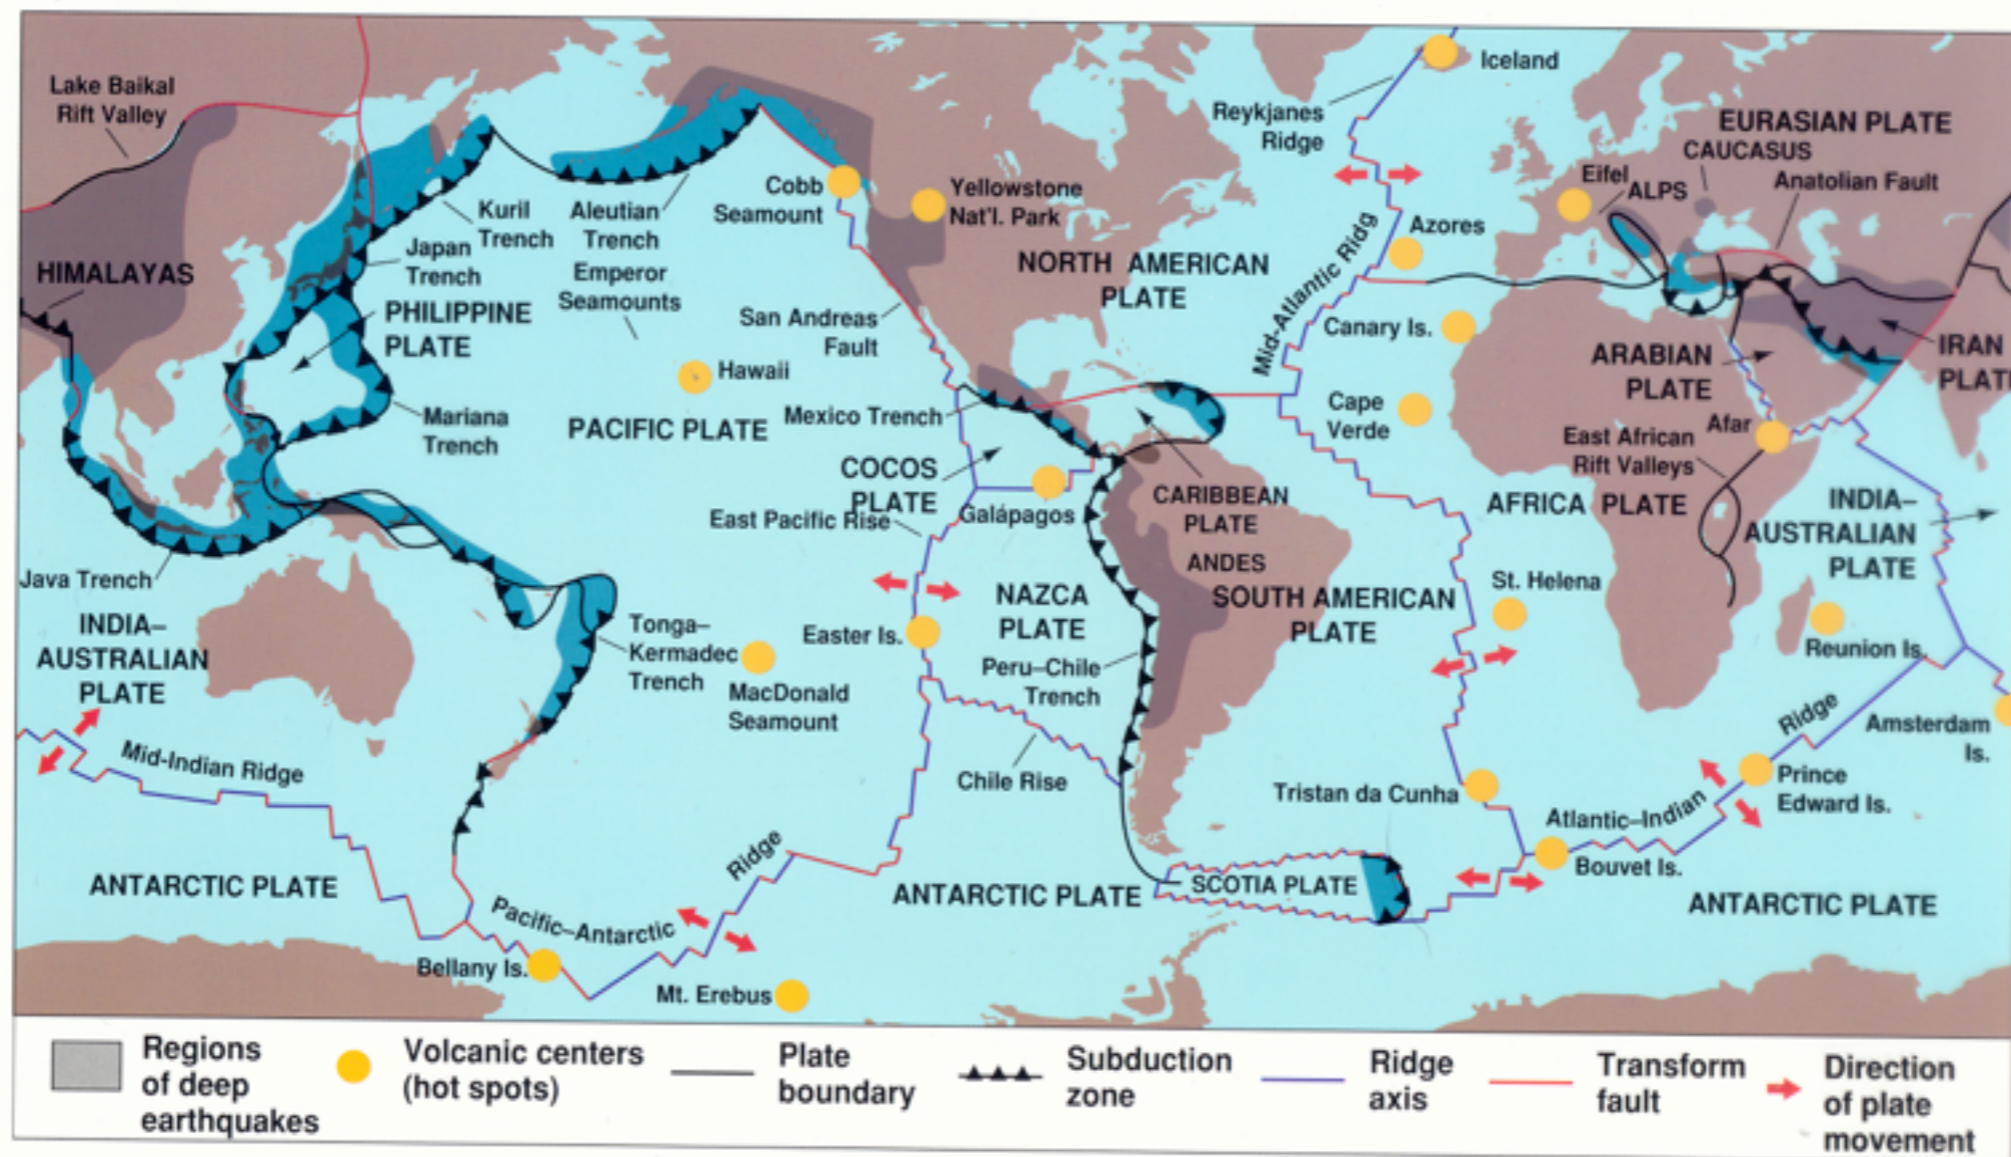 Lake Baikal
Rift Valley
HIMALAYAS
Kuril
Trench
Japan
Trench
Aleutian
Trench
Emperor
Seamounts
PHILIPPINE
PLATE
Mariana
Trench
Hawaii
PACIFIC PLATE
Cobb
Seamount
Yellowstone
Nat'l. Park
San Andreas
Fault
NORTH AMERICAN
PLATE
Mexico Trench
COCOS
PLATE
East Pacific Rise
Galápagos
CARIBBEAN
PLATE
ANDES
SOUTH AMERICAN
PLATE
NAZCA
PLATE
Peru–Chile
Trench
Easter Is.
Chile Rise
Java Trench
INDIA–
AUSTRALIAN
PLATE
Tonga–
Kermadec
Trench
MacDonald
Seamount
Mid-Indian Ridge
ANTARCTIC PLATE
Pacific–Antarctic
Ridge
Bellany Is.
Mt. Erebus
ANTARCTIC PLATE
SCOTIA PLATE
Iceland
Reykjanes
Ridge
Mid-Atlantic Ridg
Azores
Canary Is.
Cape
Verde
EURASIAN PLATE
CAUCASUS
Eifel
ALPS
Anatolian Fault
ARABIAN
PLATE
IRAN
PLAT
Afar
East African
Rift Valleys
AFRICA PLATE
INDIA–
AUSTRALIAN
PLATE
St. Helena
Reunion Is.
Tristan da Cunha
Atlantic–Indian
Ridge
Prince
Edward Is.
Amsterdam
Is.
Bouvet Is.
ANTARCTIC PLATE
Regions
of deep
earthquakes
Volcanic centers
(hot spots)
Plate
boundary
Subduction
zone
Ridge
axis
Transform
fault
Direction
of plate
movement